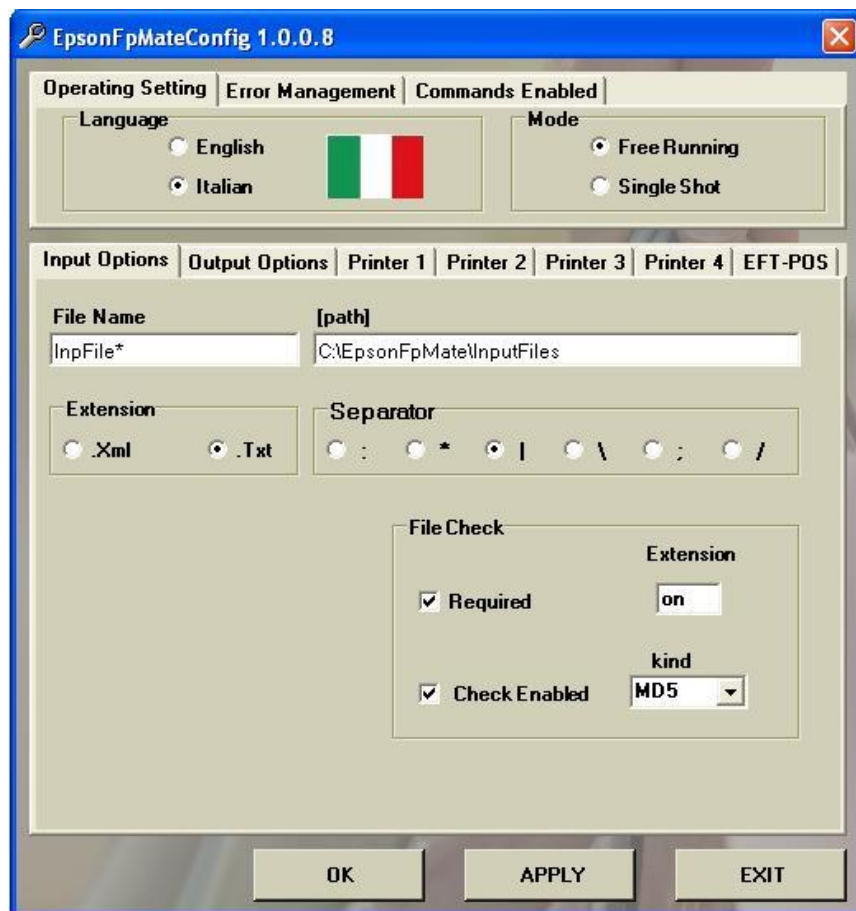 EpsonFpMateConfig 1.0.0.8
Operating Setting Error Management Commands Enabled
Language Mode
English Free Running
Italian Single Shot
Input Options Output Options Printer 1 Printer 2 Printer 3 Printer 4 EFT-POS
File Name [path]
InpFile* C:\EpsonFpMate\InputFiles
Extension Separator
.Xml .Txt : * | \ ; /
File Check
Extension
Required on
kind
Check Enabled MD5
OK APPLY EXIT